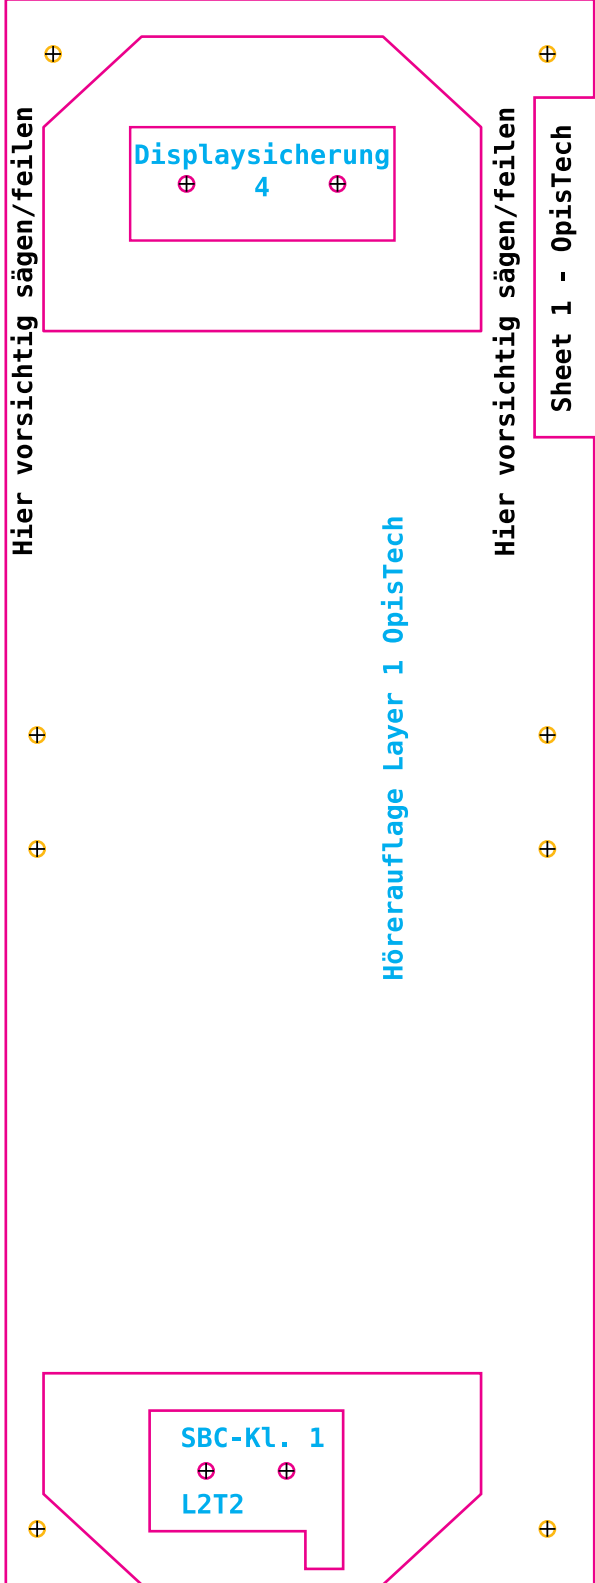 Displaysicherung
4
Hier vorsichtig sägen/feilen
Hier vorsichtig sägen/feilen
Sheet 1 - OpisTech
Hörerauflage Layer 1 OpisTech
SBC-Kl. 1
L2T2